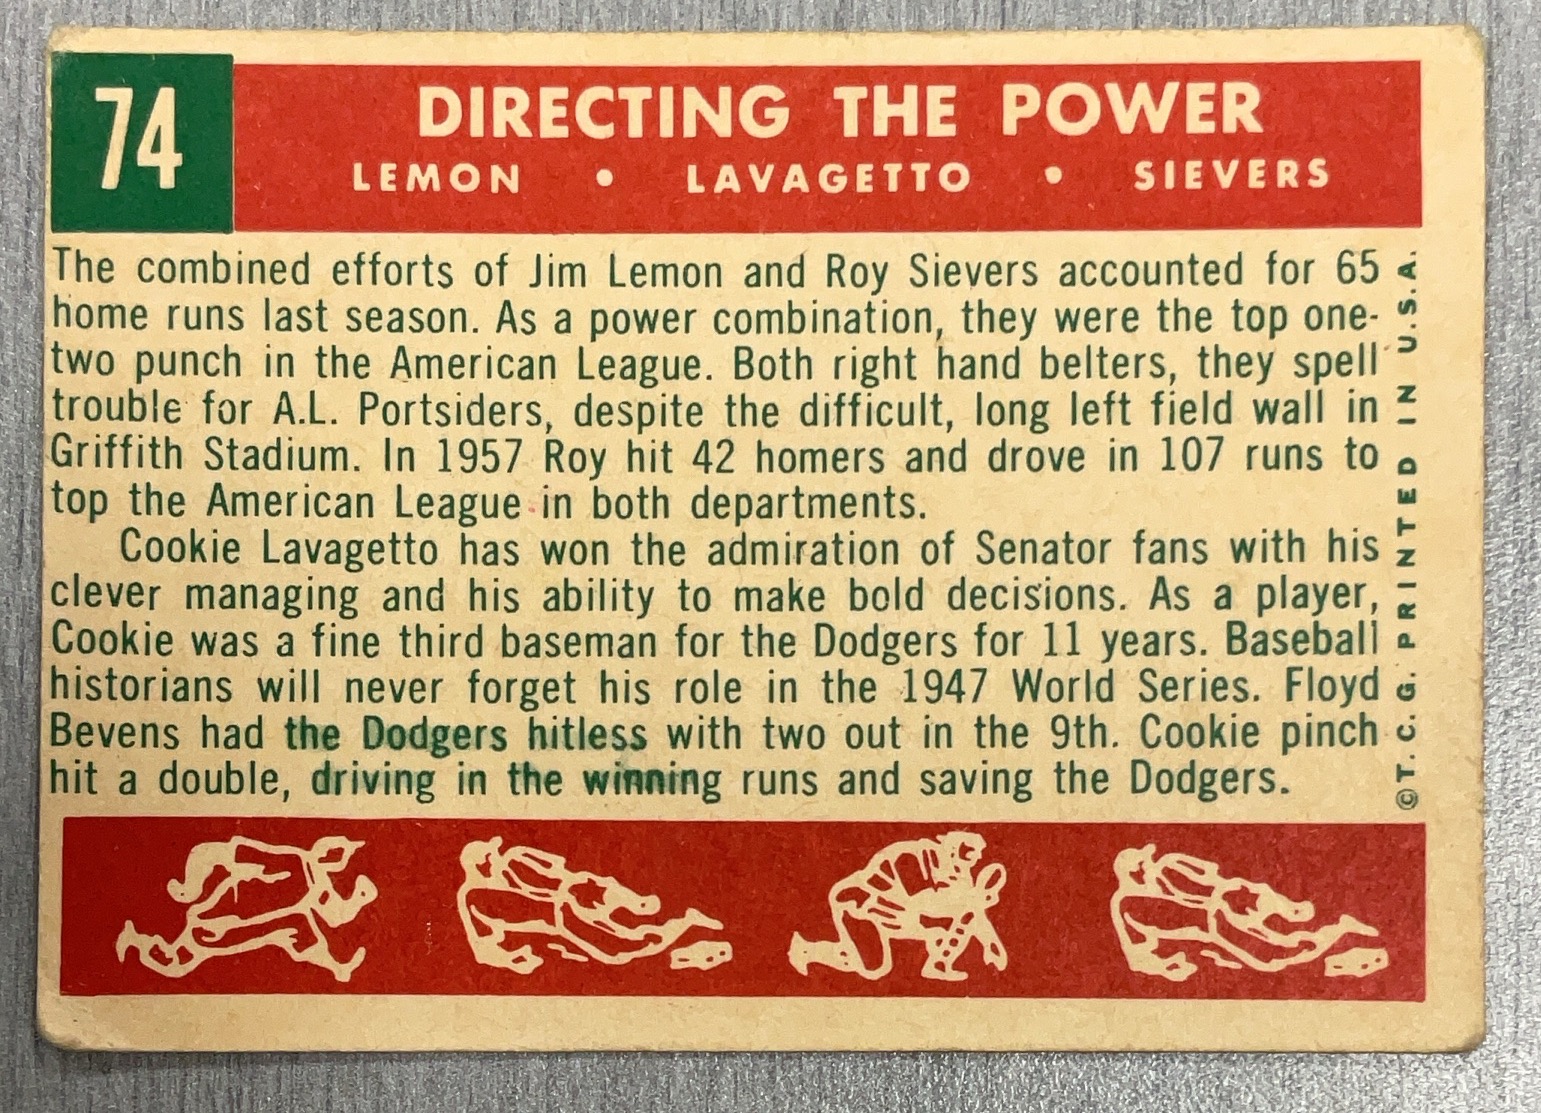 74
DIRECTING THE POWER
LEMON • LAVAGETTO • SIEVERS
The combined efforts of Jim Lemon and Roy Sievers accounted for 65
home runs last season. As a power combination, they were the top one-
two punch in the American League. Both right hand belters, they spell
trouble for A.L. Portsiders, despite the difficult, long left field wall in
Griffith Stadium. In 1957 Roy hit 42 homers and drove in 107 runs to
top the American League in both departments.
Cookie Lavagetto has won the admiration of Senator fans with his
clever managing and his ability to make bold decisions. As a player,
Cookie was a fine third baseman for the Dodgers for 11 years. Baseball
historians will never forget his role in the 1947 World Series. Floyd
Bevens had the Dodgers hitless with two out in the 9th. Cookie pinch
hit a double, driving in the winning runs and saving the Dodgers.
©T. C. G. PRINTED IN U.S.A.